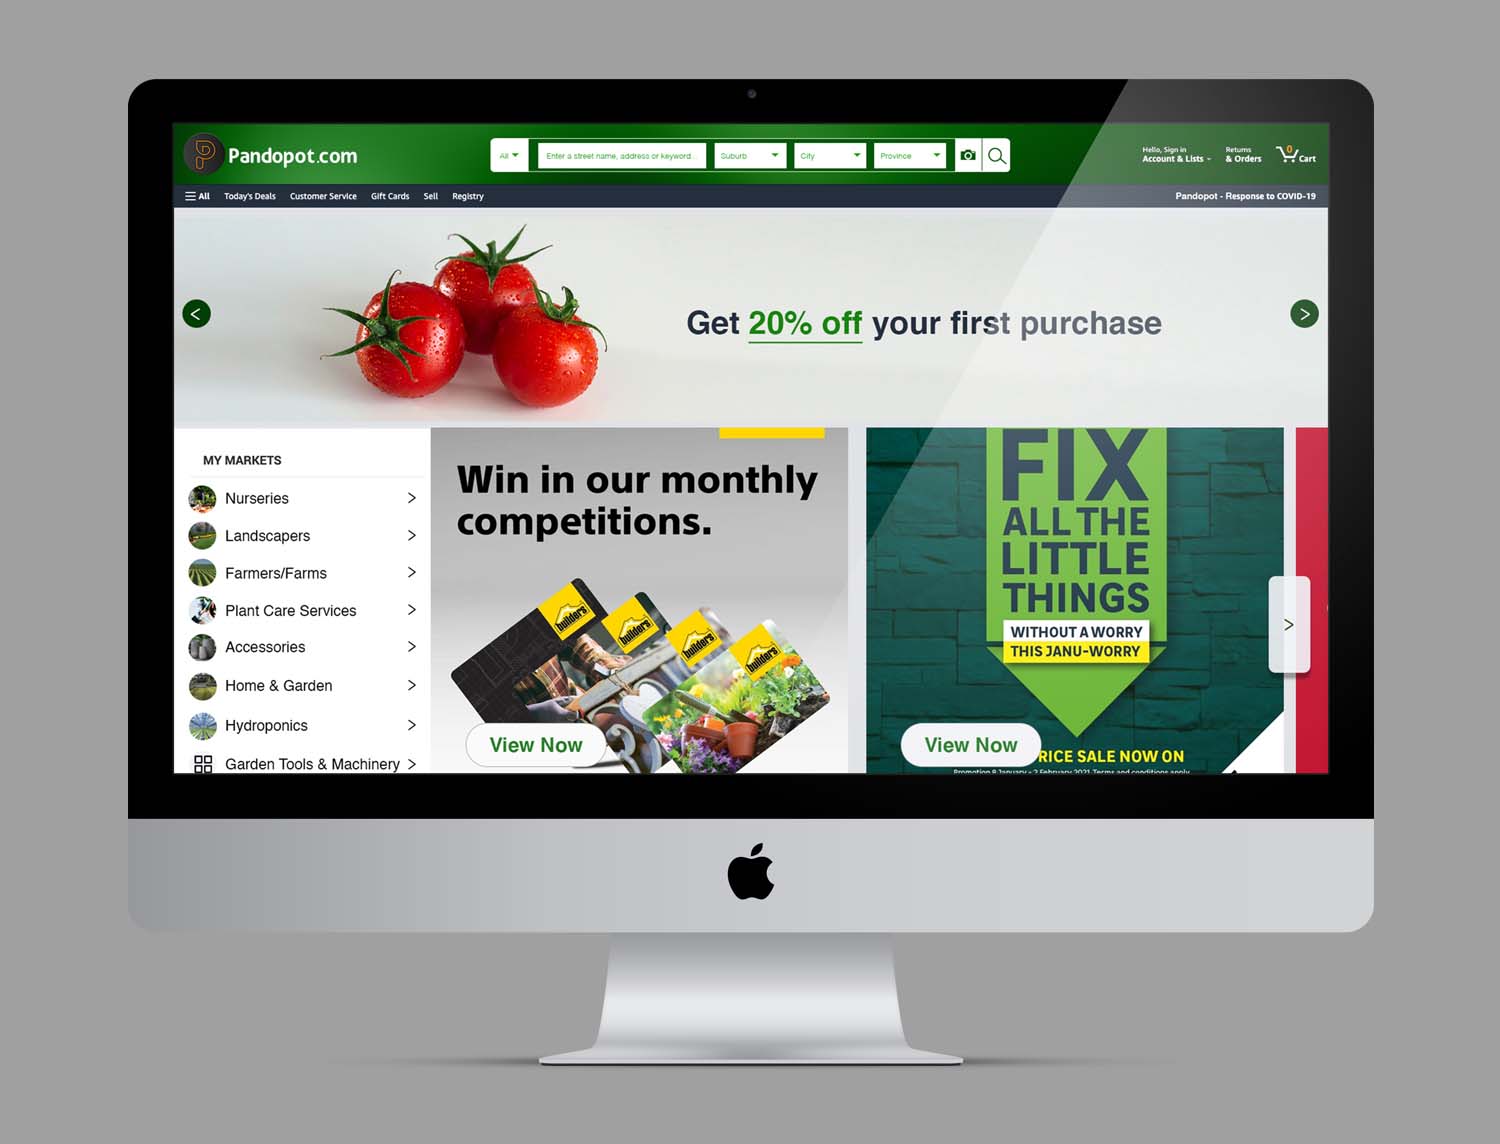 Pandopot.com
All
Enter a street name, address or keyword...
Suburb
City
Province
Hello, Sign in
Account & Lists
Returns
& Orders
0
Cart
All
Today's Deals
Customer Service
Gift Cards
Sell
Registry
Pandopot - Response to COVID-19
<
Get 20% off your first purchase
>
MY MARKETS
Nurseries >
Landscapers >
Farmers/Farms >
Plant Care Services >
Accessories >
Home & Garden >
Hydroponics >
Garden Tools & Machinery >
Win in our monthly
competitions.
builders
builders
builders
builders
View Now
FIX
ALL THE
LITTLE
THINGS
WITHOUT A WORRY
THIS JANU-WORRY
>
View Now
RICE SALE NOW ON
Promotion 8 January - 2 February 2021 Terms and conditions apply